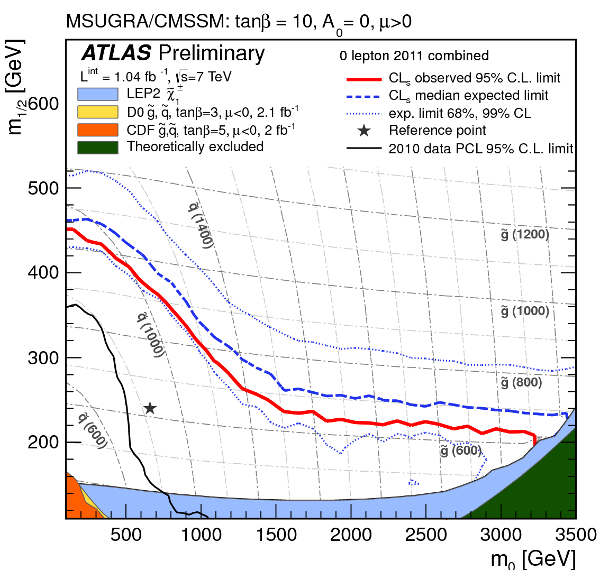 MSUGRA/CMSSM: tanβ = 10, A₀= 0, μ>0
ATLAS Preliminary
Lⁱⁿᵗ = 1.04 fb⁻¹, √s=7 TeV
LEP2 χ̃₁±
D0 g̃, q̃, tanβ=3, μ<0, 2.1 fb⁻¹
CDF g̃,q̃, tanβ=5, μ<0, 2 fb⁻¹
Theoretically excluded
0 lepton 2011 combined
CLₛ observed 95% C.L. limit
CLₛ median expected limit
exp. limit 68%, 99% CL
Reference point
2010 data PCL 95% C.L. limit
m₁/₂ [GeV]
600
500
400
300
200
q̃ (1400)
q̃ (1000)
q̃ (600)
g̃ (1200)
g̃ (1000)
g̃ (800)
g̃ (600)
500 1000 1500 2000 2500 3000 3500
m₀ [GeV]